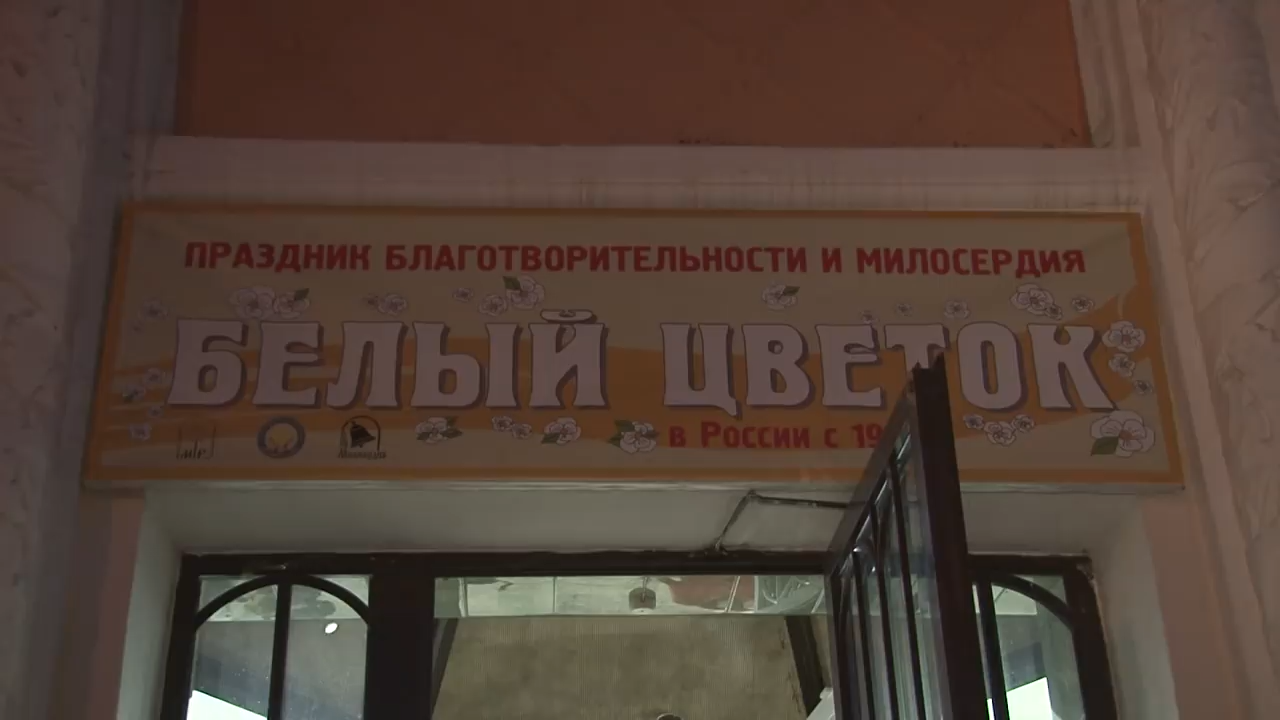 ПРАЗДНИК БЛАГОТВОРИТЕЛЬНОСТИ И МИЛОСЕРДИЯ
БЕЛЫЙ ЦВЕТОК
в России с